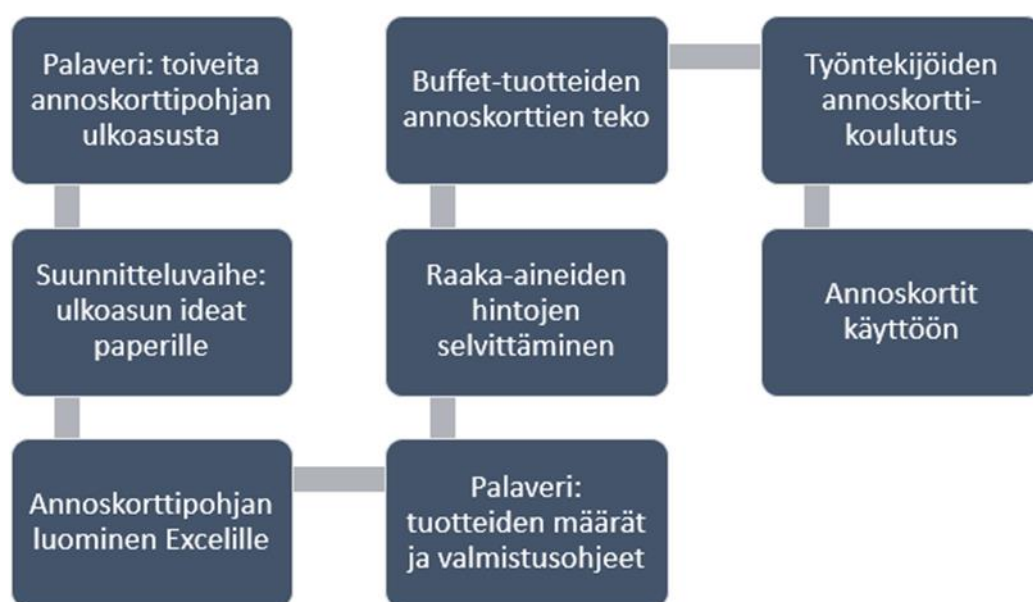 Palaveri: toiveita
annoskorttipohjan
ulkoasusta
Suunnitteluvaihe:
ulkoasun ideat
paperille
Annoskorttipohjan
luominen Excelille
Palaveri:
tuotteiden määrät
ja valmistusohjeet
Raaka-aineiden
hintojen
selvittäminen
Buffet-tuotteiden
annoskorttien teko
Työntekijöiden
annoskortti-
koulutus
Annoskortit
käyttöön